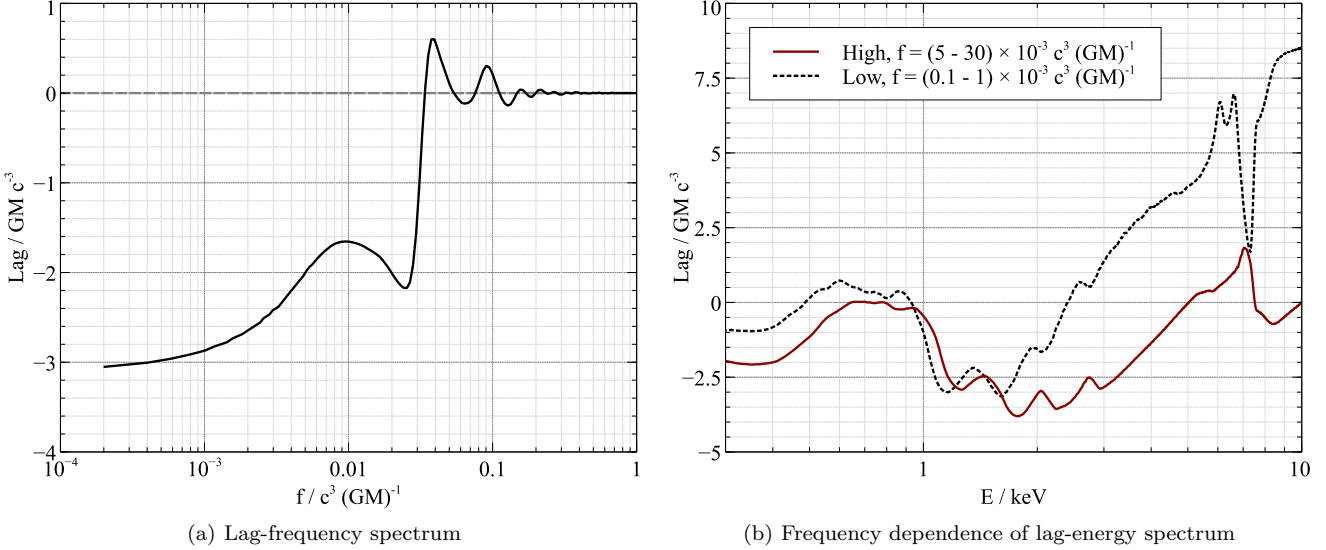 1
0
−1
−2
−3
−4
10⁻⁴
10⁻³
0.01
0.1
1
Lag / GM c⁻³
f / c³ (GM)⁻¹
(a) Lag-frequency spectrum
10
7.5
5
2.5
0
−2.5
−5
1
10
Lag / GM c⁻³
E / keV
High, f = (5 - 30) × 10⁻³ c³ (GM)⁻¹
Low, f = (0.1 - 1) × 10⁻³ c³ (GM)⁻¹
(b) Frequency dependence of lag-energy spectrum